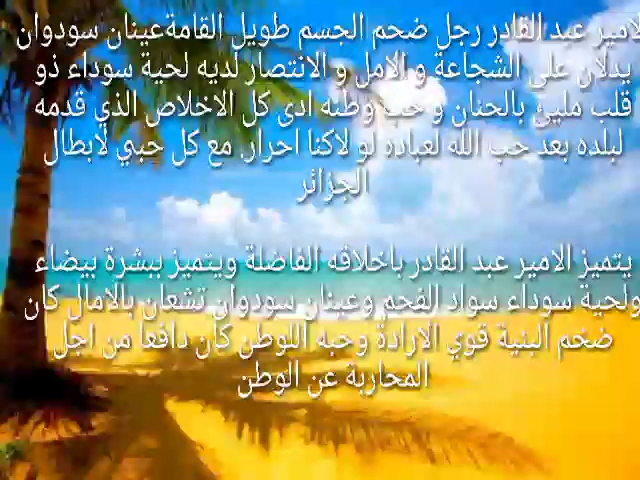 الامير عبد القادر رجل ضخم الجسم طويل القامةعينان سودوان
يدلان على الشجاعة و الامل و الانتصار لديه لحية سوداء ذو
قلب مليئ بالحنان و حب وطنه ادى كل الاخلاص الذي قدمه
لبلده بعد حب الله لعباده لو لاكنا احرار. مع كل حبي لابطال
الجزائر
يتميز الامير عبد القادر باخلاقه الفاضلة ويتميز ببشرة بيضاء
ولحية سوداء سواد الفحم وعينان سودوان تشعان بالامال كان
ضخم البنية قوي الارادة وحبه اللوطن كان دافعا من اجل
المحاربة عن الوطن